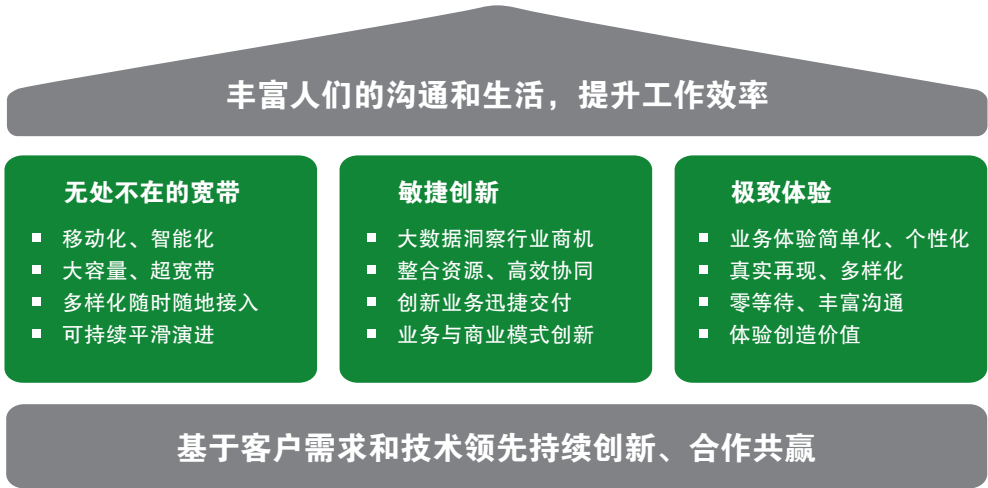 丰富人们的沟通和生活，提升工作效率
无处不在的宽带
移动化、智能化
大容量、超宽带
多样化随时随地接入
可持续平滑演进
敏捷创新
大数据洞察行业商机
整合资源、高效协同
创新业务迅捷交付
业务与商业模式创新
极致体验
业务体验简单化、个性化
真实再现、多样化
零等待、丰富沟通
体验创造价值
基于客户需求和技术领先持续创新、合作共赢